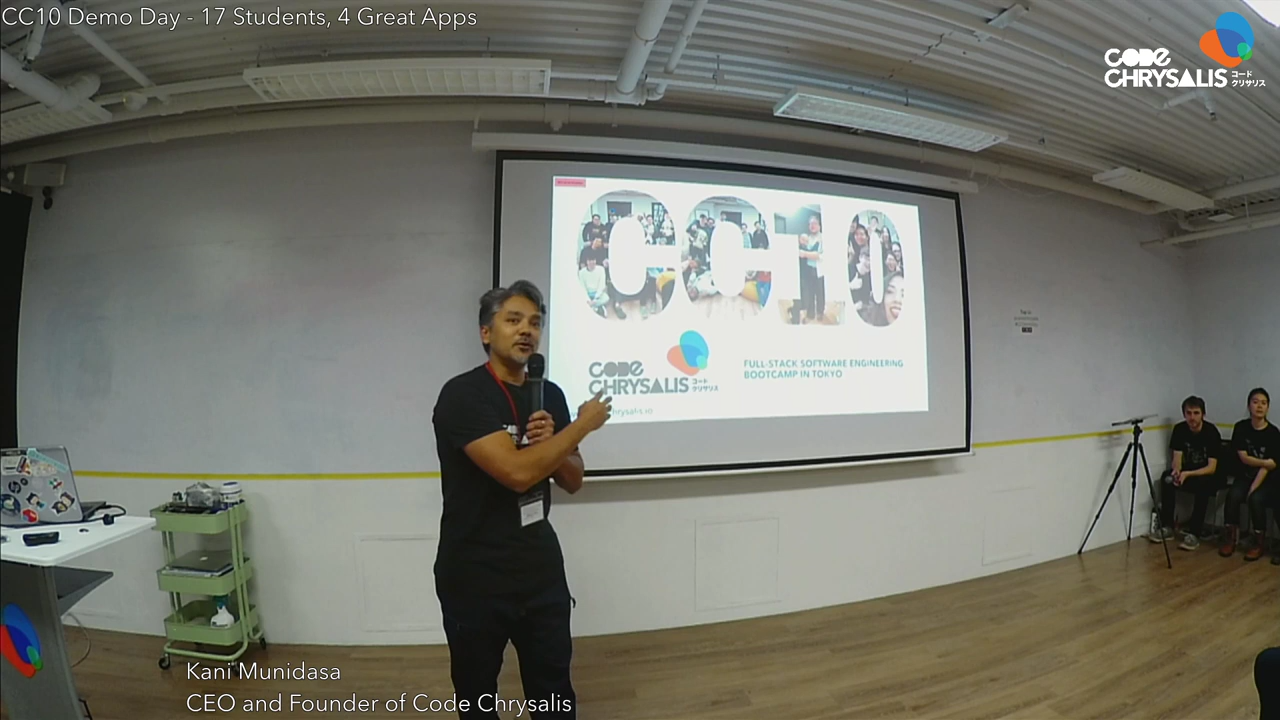 CC10 Demo Day - 17 Students, 4 Great Apps
CODE
CHRYSALIS
コード
クリサリス
CC10
CODE
CHRYSALIS
コード
クリサリス
FULL-STACK SOFTWARE ENGINEERING
BOOTCAMP IN TOKYO
Kani Munidasa
CEO and Founder of Code Chrysalis